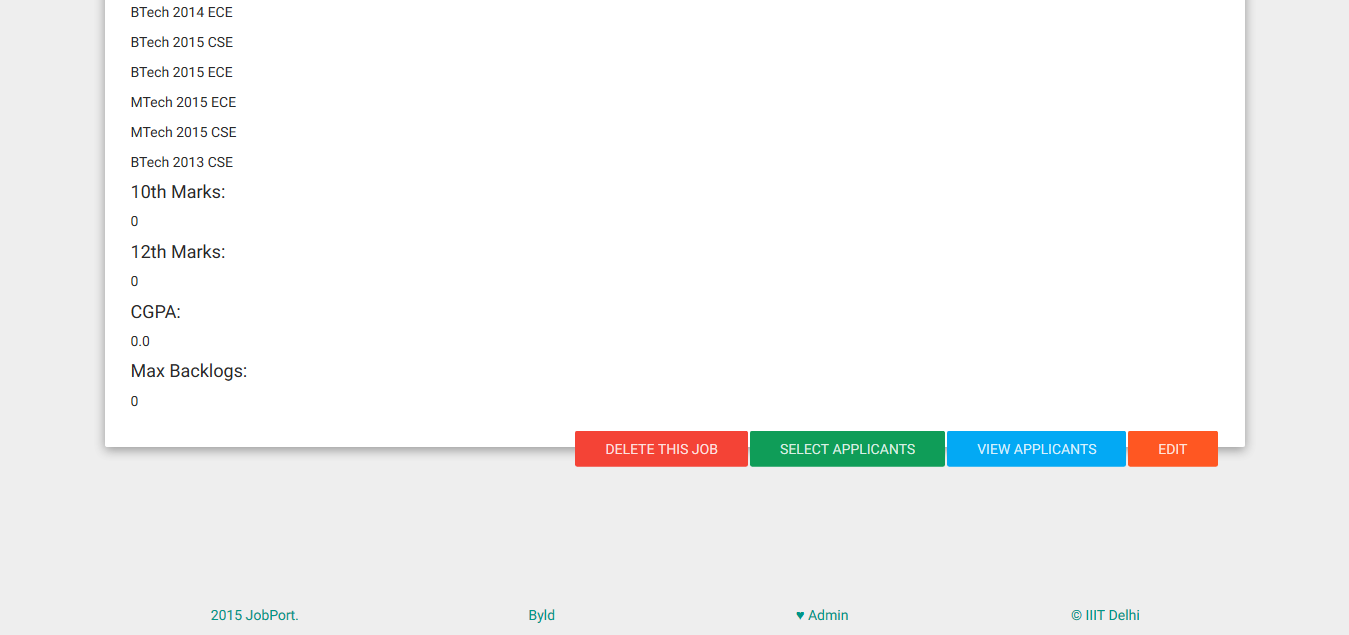 BTech 2014 ECE
BTech 2015 CSE
BTech 2015 ECE
MTech 2015 ECE
MTech 2015 CSE
BTech 2013 CSE
10th Marks:
0
12th Marks:
0
CGPA:
0.0
Max Backlogs:
0
DELETE THIS JOB SELECT APPLICANTS VIEW APPLICANTS EDIT
2015 JobPort. Byld ♥ Admin © IIIT Delhi